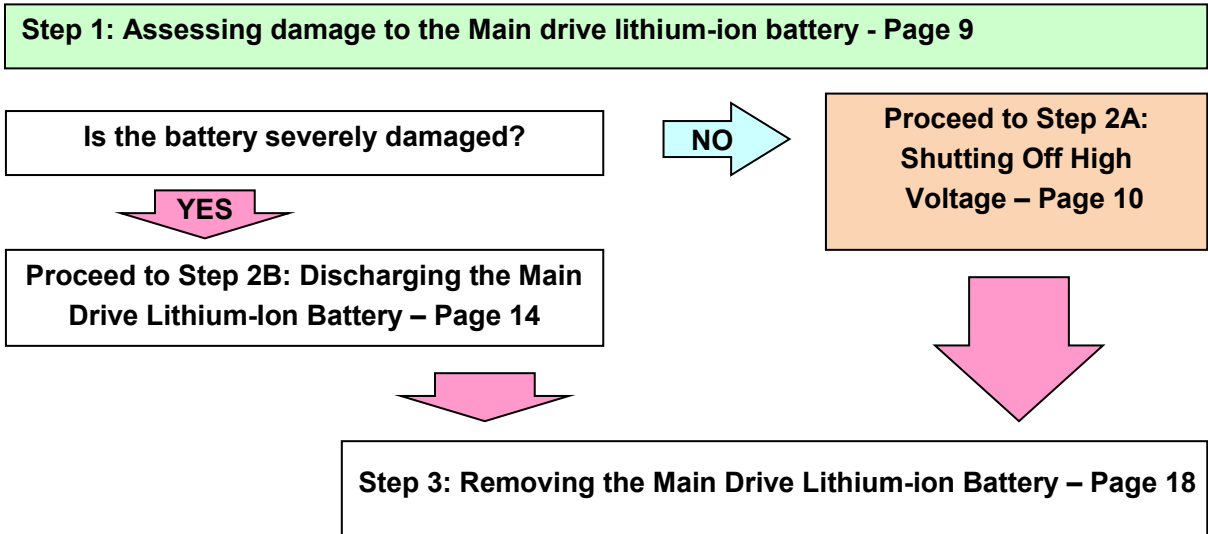 Step 1: Assessing damage to the Main drive lithium-ion battery - Page 9
Is the battery severely damaged?
NO
Proceed to Step 2A:
Shutting Off High
Voltage – Page 10
YES
Proceed to Step 2B: Discharging the Main
Drive Lithium-Ion Battery – Page 14
Step 3: Removing the Main Drive Lithium-ion Battery – Page 18